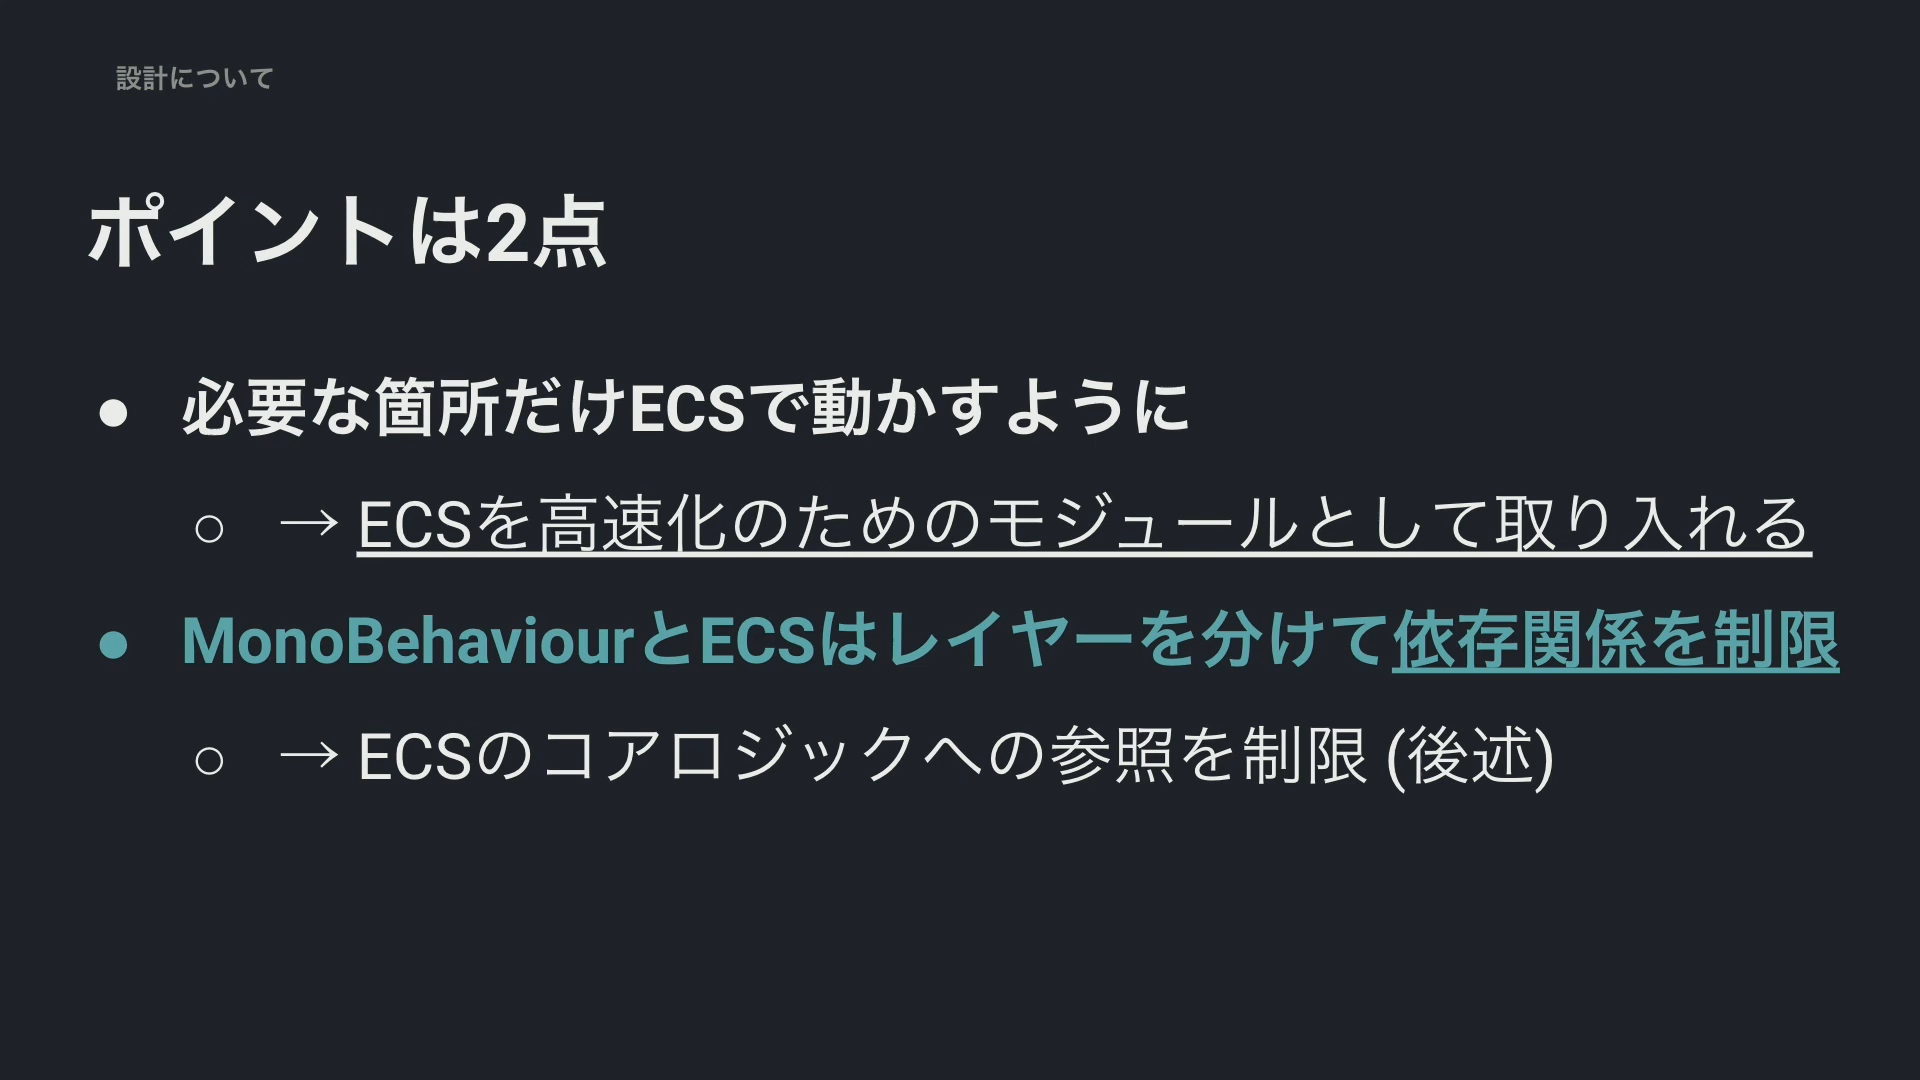 設計について
ポイントは2点
● 必要な箇所だけECSで動かすように
○ → ECSを高速化のためのモジュールとして取り入れる
● MonoBehaviourとECSはレイヤーを分けて依存関係を制限
○ → ECSのコアロジックへの参照を制限 (後述)